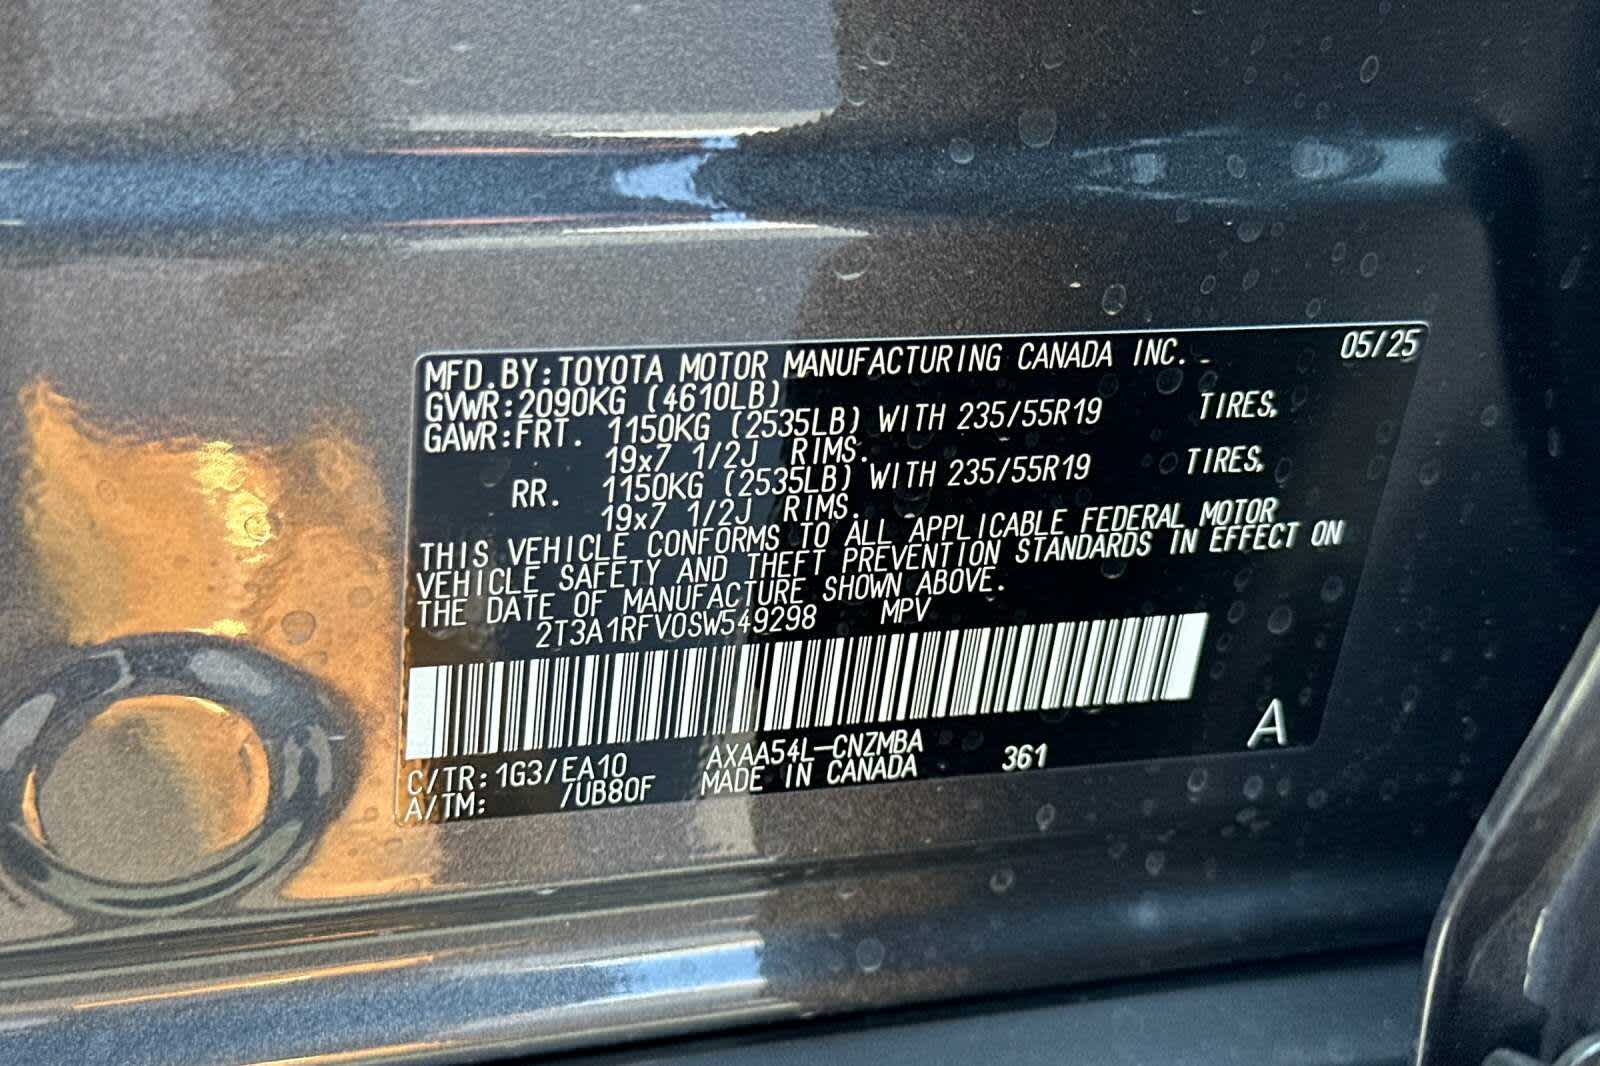 MFD.BY:TOYOTA MOTOR MANUFACTURING CANADA INC. 05/25
GVWR:2090KG (4610LB)
GAWR:FRT. 1150KG (2535LB) WITH 235/55R19 TIRES,
19x7 1/2J RIMS.
RR. 1150KG (2535LB) WITH 235/55R19 TIRES,
19x7 1/2J RIMS.
THIS VEHICLE CONFORMS TO ALL APPLICABLE FEDERAL MOTOR
VEHICLE SAFETY AND THEFT PREVENTION STANDARDS IN EFFECT ON
THE DATE OF MANUFACTURE SHOWN ABOVE.
2T3A1RFV0SW549298 MPV
C/TR:1G3/EA10 AXAA54L-CNZMBA 361 A
A/TM: /UB80F MADE IN CANADA